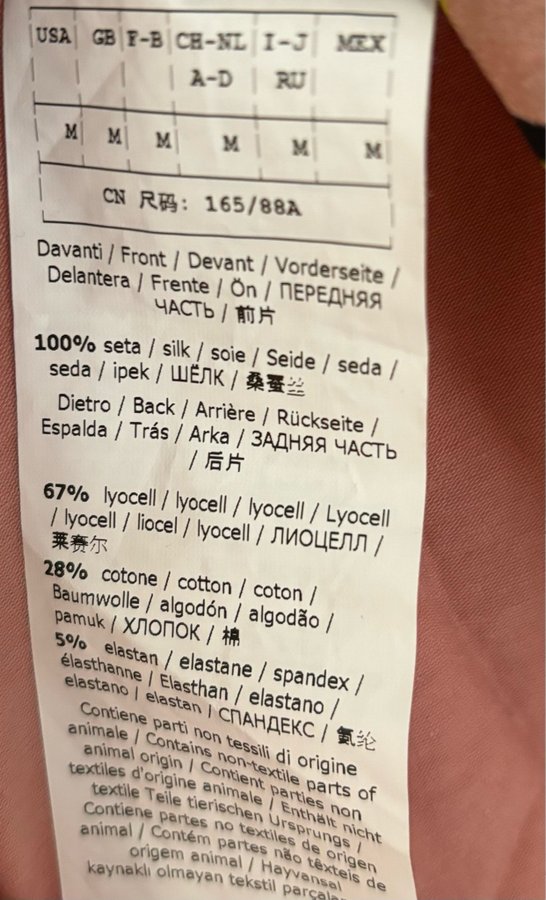 USA GB F-B CH-NL I-J MEX
A-D RU
M M M M M M
CN 尺码: 165/88A
Davanti / Front / Devant / Vorderseite /
Delantera / Frente / Ön / ПЕРЕДНЯЯ
ЧАСТЬ / 前片
100% seta / silk / soie / Seide / seda /
seda / ipek / ШЁЛК / 桑蚕丝
Dietro / Back / Arrière / Rückseite /
Espalda / Trás / Arka / ЗАДНЯЯ ЧАСТЬ
/ 后片
67% lyocell / lyocell / lyocell / Lyocell
/ lyocell / liocel / lyocell / ЛИОЦЕЛЛ /
莱赛尔
28% cotone / cotton / coton /
Baumwolle / algodón / algodão /
pamuk / ХЛОПОК / 棉
5% elastan / elastane / spandex /
élasthanne / Elasthan / elastano /
elastano / elastan / СПАНДЕКС / 氨纶
Contiene parti non tessili di origine
animale / Contains non-textile parts of
animal origin / Contient parties non
textiles d'origine animale / Enthält nicht
textile Teile tierischen Ursprungs /
Contiene partes no textiles de origen
animal / Contém partes não têxteis de
origem animal / Hayvansal
kaynaklı olmayan tekstil